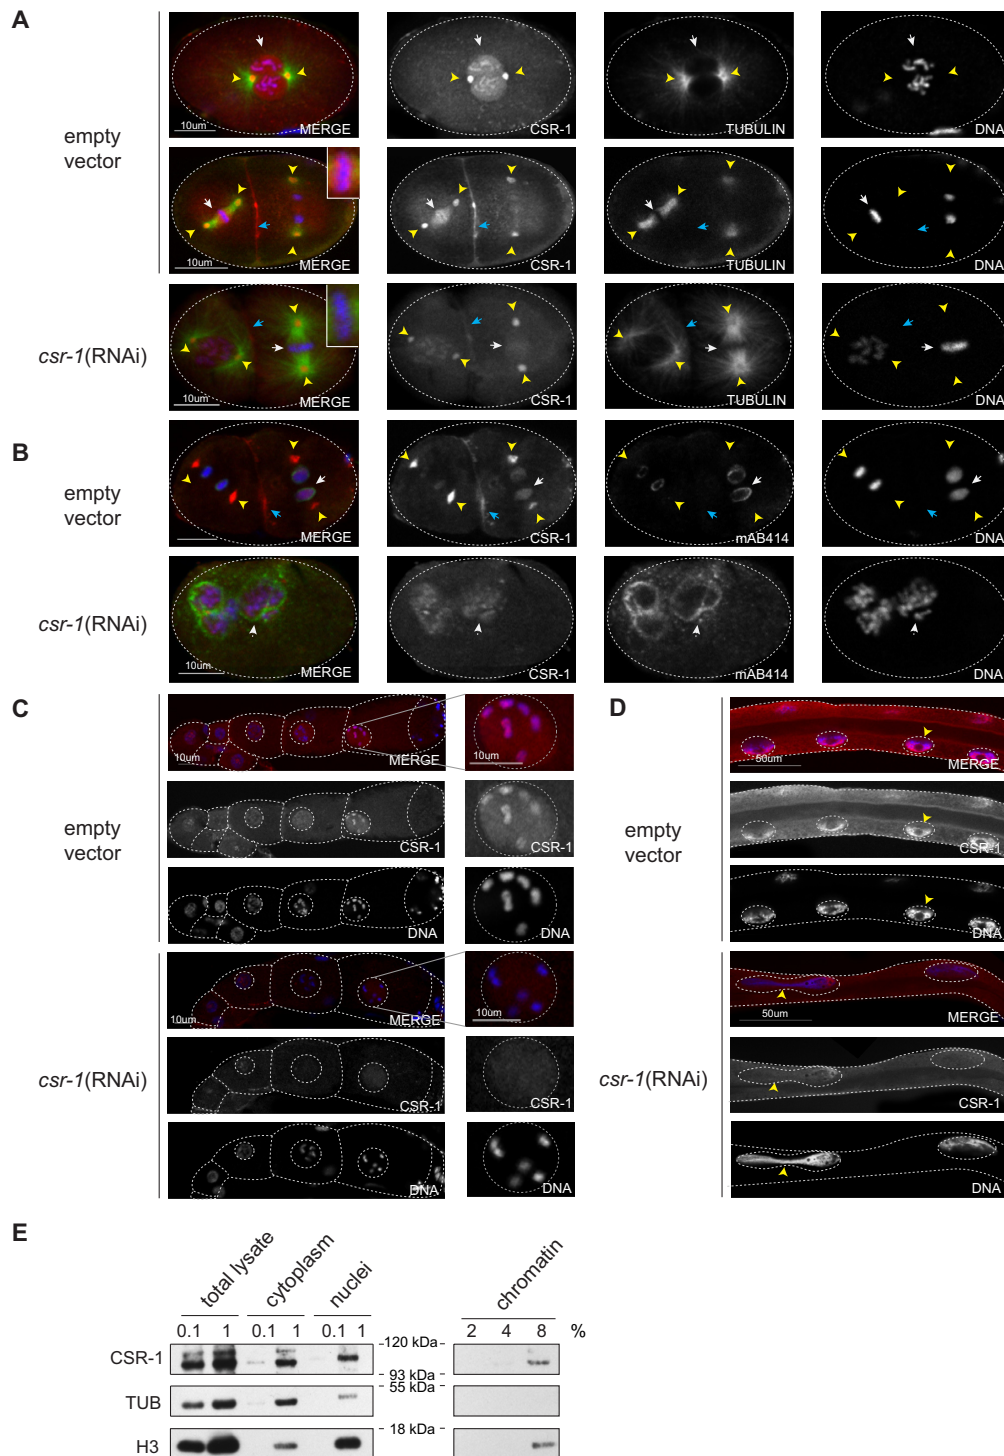 A
empty
vector
10um
MERGE
CSR-1
TUBULIN
DNA
10um
MERGE
CSR-1
TUBULIN
DNA
csr-1(RNAi)
10um
MERGE
CSR-1
TUBULIN
DNA
B
empty
vector
MERGE
CSR-1
mAB414
DNA
csr-1(RNAi)
10um
MERGE
CSR-1
mAB414
DNA
C
empty
vector
10um
MERGE
10um
CSR-1
CSR-1
DNA
DNA
csr-1(RNAi)
10um
MERGE
10um
CSR-1
CSR-1
DNA
DNA
D
empty
vector
50um
MERGE
CSR-1
DNA
csr-1(RNAi)
50um
MERGE
CSR-1
DNA
E
total lysate
cytoplasm
nuclei
chromatin
0.1 1 0.1 1 0.1 1 2 4 8 %
CSR-1
120 kDa
93 kDa
TUB
55 kDa
H3
18 kDa